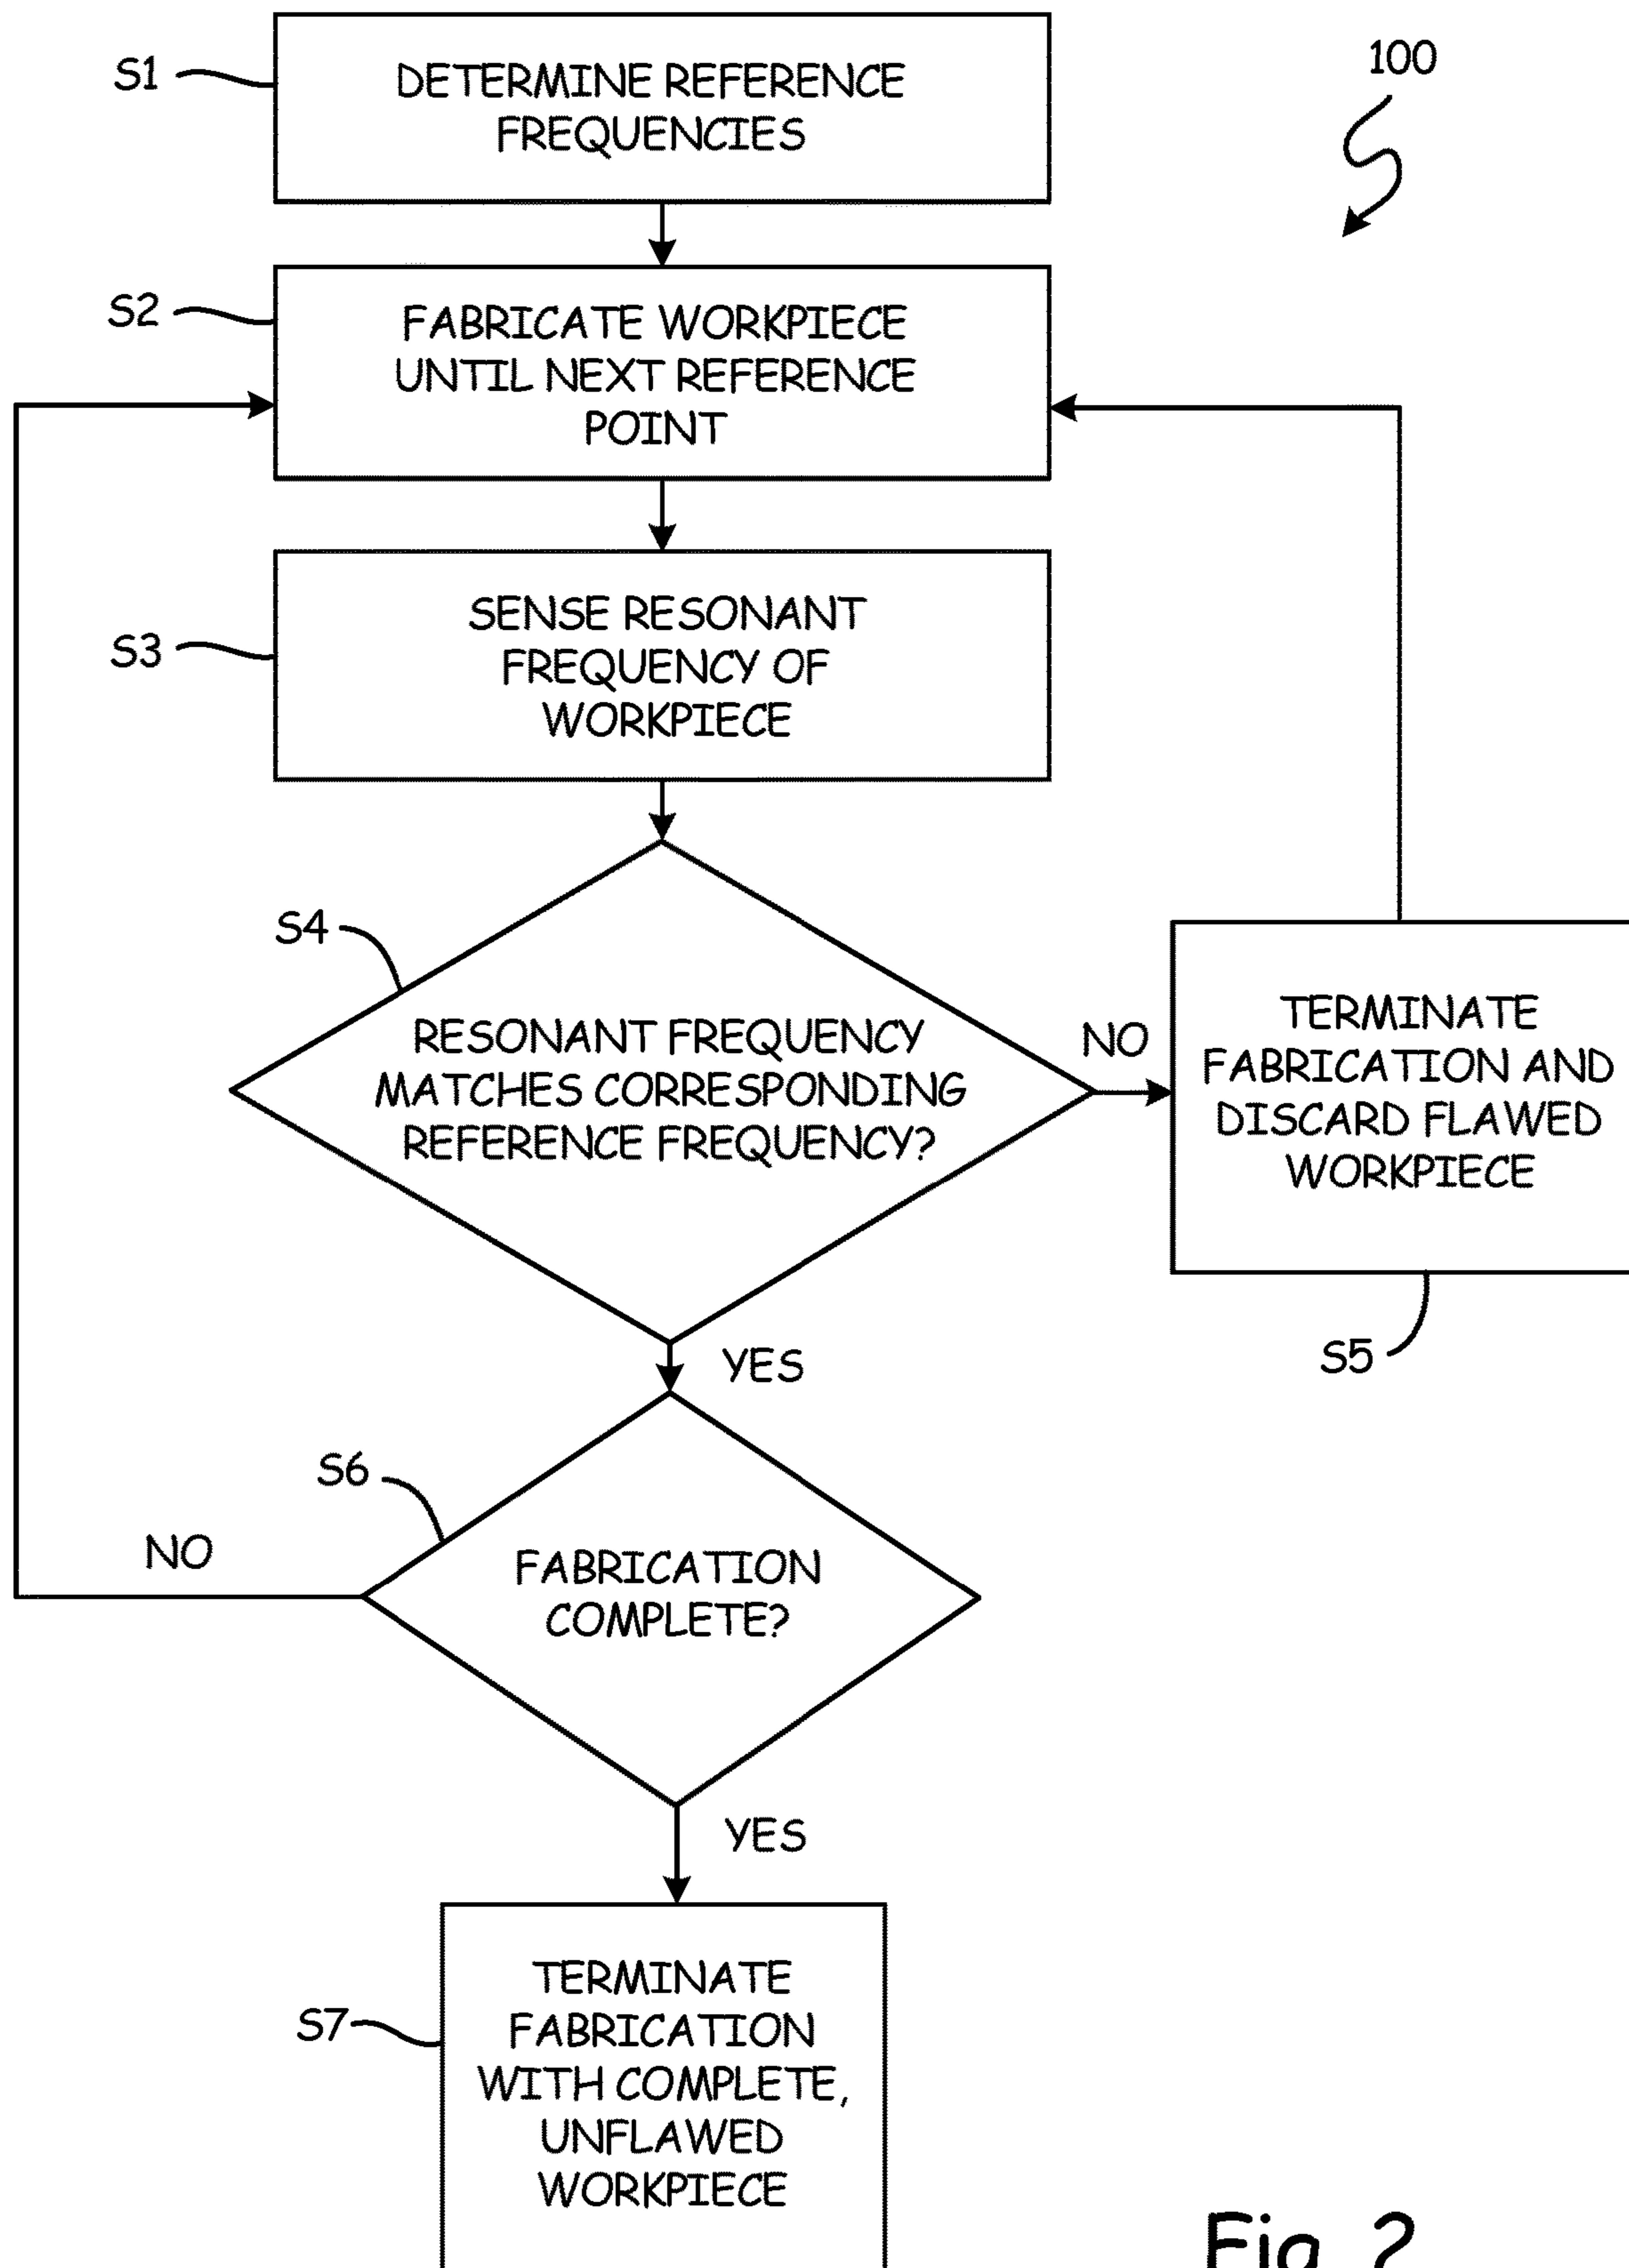 S1
DETERMINE REFERENCE
FREQUENCIES
100
S2
FABRICATE WORKPIECE
UNTIL NEXT REFERENCE
POINT
S3
SENSE RESONANT
FREQUENCY OF
WORKPIECE
S4
RESONANT FREQUENCY
MATCHES CORRESPONDING
REFERENCE FREQUENCY?
NO
TERMINATE
FABRICATION AND
DISCARD FLAWED
WORKPIECE
S5
YES
S6
FABRICATION
COMPLETE?
NO
YES
S7
TERMINATE
FABRICATION
WITH COMPLETE,
UNFLAWED
WORKPIECE
Fig. 2